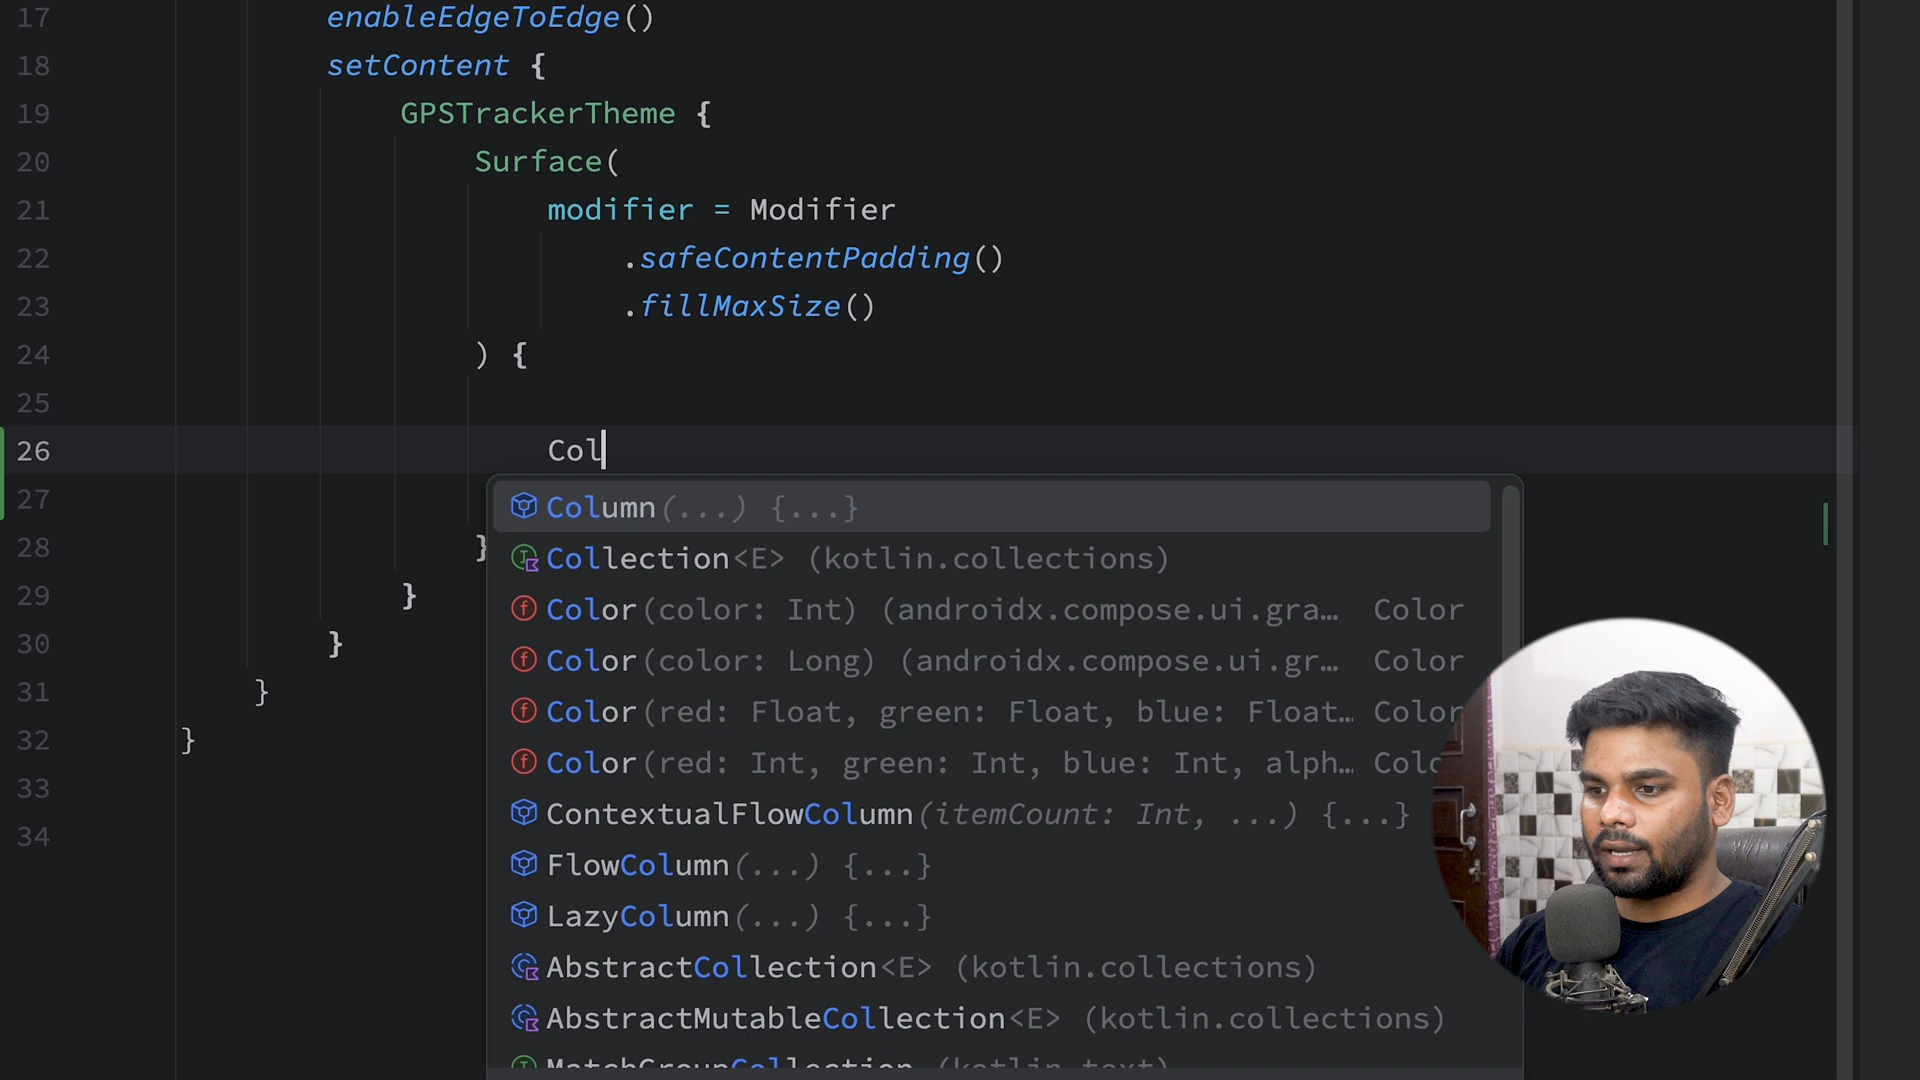 17 enableEdgeToEdge()
18 setContent {
19 GPSTrackerTheme {
20 Surface(
21 modifier = Modifier
22 .safeContentPadding()
23 .fillMaxSize()
24 ) {
25
26 Col
27
Column(...) {...}
28 }
Collection<E> (kotlin.collections)
29 }
Color(color: Int) (androidx.compose.ui.gra… Color
30 }
Color(color: Long) (androidx.compose.ui.gr… Color
31 }
Color(red: Float, green: Float, blue: Float… Color
32 }
Color(red: Int, green: Int, blue: Int, alph…
33
ContextualFlowColumn(itemCount: Int, ...) {...}
34
FlowColumn(...) {...}
LazyColumn(...) {...}
AbstractCollection<E> (kotlin.collections)
AbstractMutableCollection<E> (kotlin.collections)
MatchGroupCollection (kotlin.text)